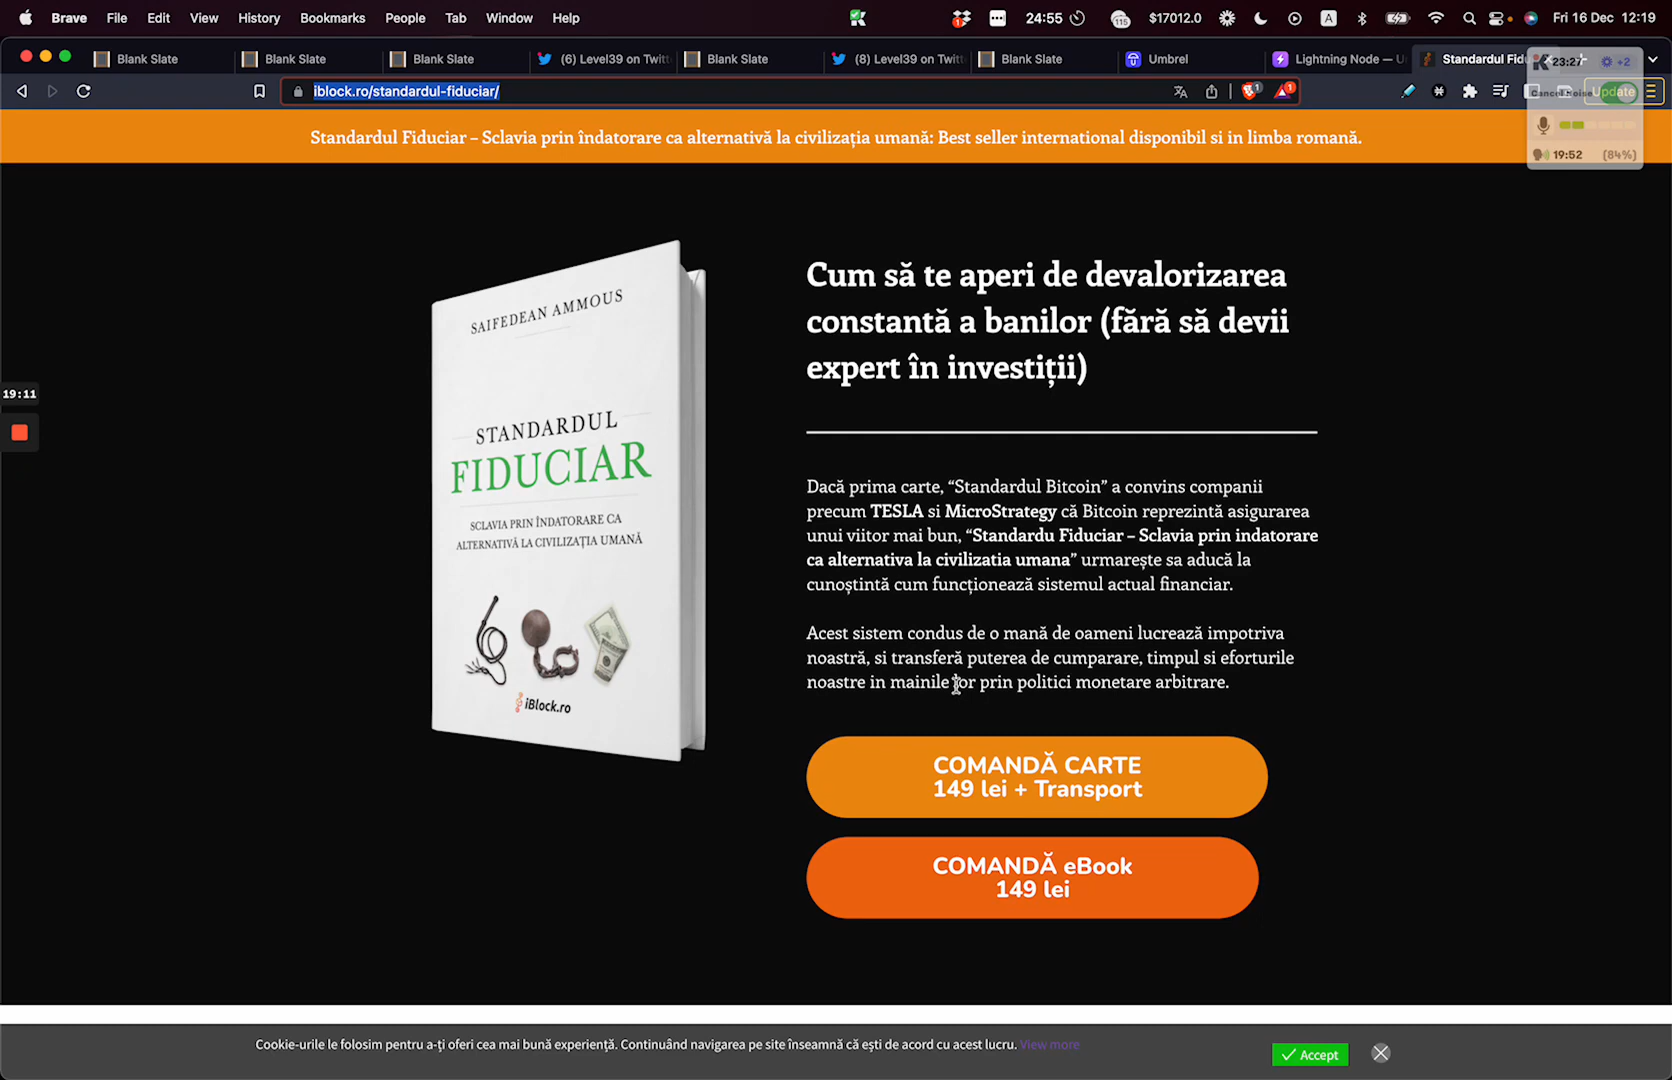 Brave File Edit View History Bookmarks People Tab Window Help 24:55 115 $17012.0 A Fri 16 Dec 12:19
Blank Slate Blank Slate Blank Slate (6) Level39 on Twitt Blank Slate (8) Level39 on Twitt Blank Slate Umbrel Lightning Node — U Standardul Fidu
23:27 +2
iblock.ro/standardul-fiduciar/
Update
Cancel Noise
19:52 (84%)
Standardul Fiduciar – Sclavia prin îndatorare ca alternativă la civilizația umană: Best seller international disponibil si in limba romană.
19:11
SAIFEDEAN AMMOUS
STANDARDUL
FIDUCIAR
SCLAVIA PRIN ÎNDATORARE CA
ALTERNATIVĂ LA CIVILIZAȚIA UMANĂ
iBlock.ro
Cum să te aperi de devalorizarea
constantă a banilor (fără să devii
expert în investiții)
Dacă prima carte, “Standardul Bitcoin” a convins companii
precum TESLA si MicroStrategy că Bitcoin reprezintă asigurarea
unui viitor mai bun, “Standardu Fiduciar – Sclavia prin indatorare
ca alternativa la civilizatia umana” urmarește sa aducă la
cunoștintă cum funcționează sistemul actual financiar.
Acest sistem condus de o mană de oameni lucrează impotriva
noastră, si transferă puterea de cumparare, timpul si eforturile
noastre in mainile lor prin politici monetare arbitrare.
COMANDĂ CARTE
149 lei + Transport
COMANDĂ eBook
149 lei
Cookie-urile le folosim pentru a-ți oferi cea mai bună experiență. Continuând navigarea pe site înseamnă că ești de acord cu acest lucru. View more
Accept